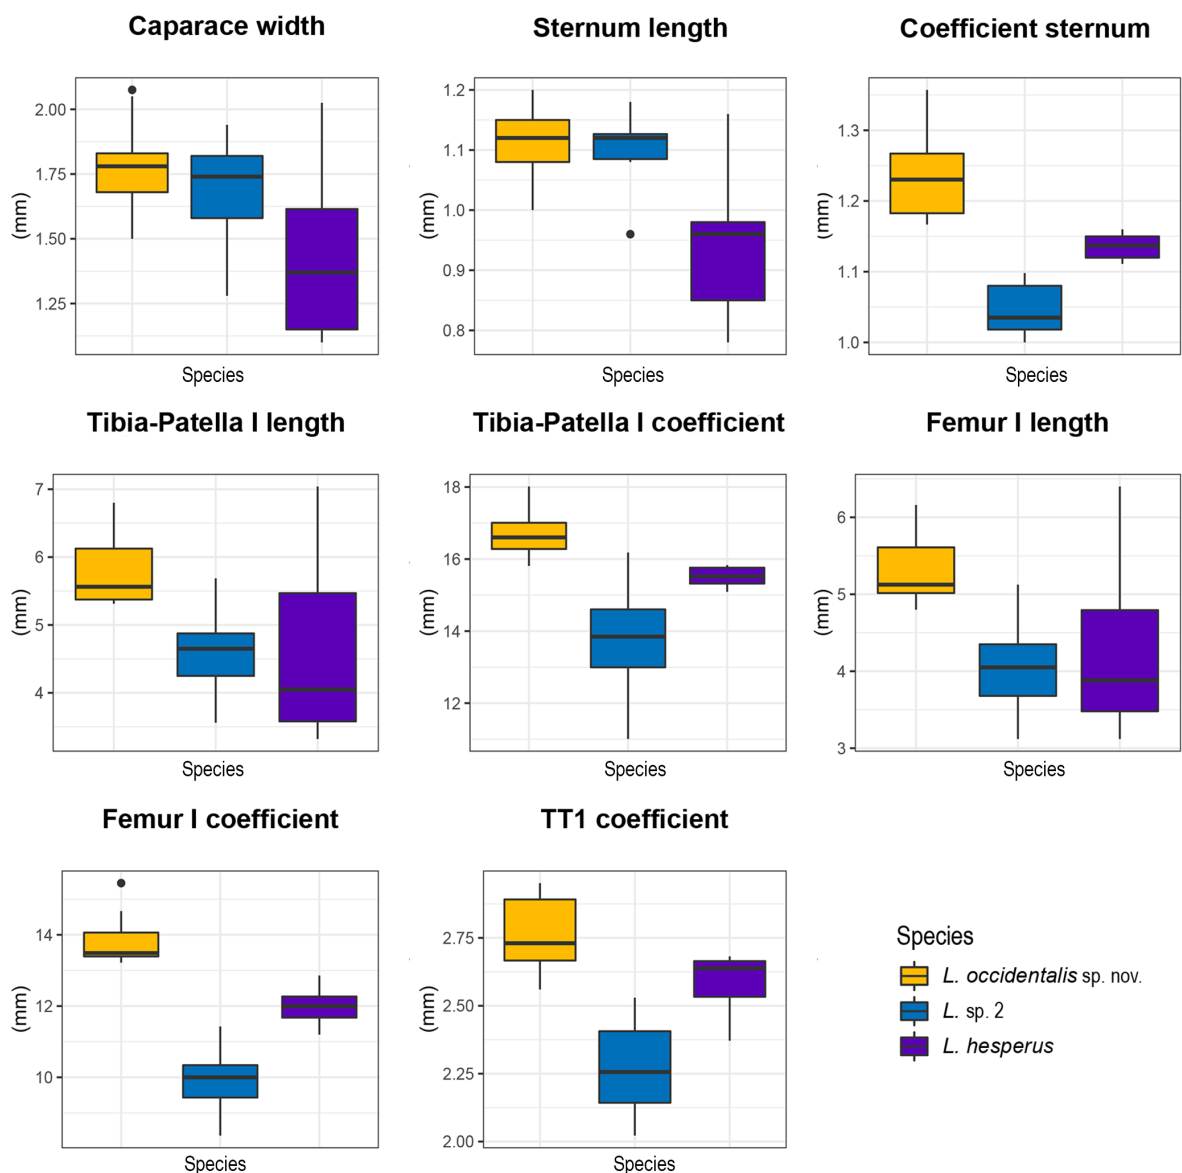 Caparace width
Sternum length
Coefficient sternum
2.00
1.75
1.50
1.25
(mm)
Species
1.2
1.1
1.0
0.9
0.8
(mm)
Species
1.3
1.2
1.1
1.0
(mm)
Species
Tibia-Patella I length
Tibia-Patella I coefficient
Femur I length
7
6
5
4
(mm)
Species
18
16
14
12
(mm)
Species
6
5
4
3
(mm)
Species
Femur I coefficient
TT1 coefficient
14
12
10
(mm)
Species
2.75
2.50
2.25
2.00
(mm)
Species
Species
L. occidentalis sp. nov.
L. sp. 2
L. hesperus